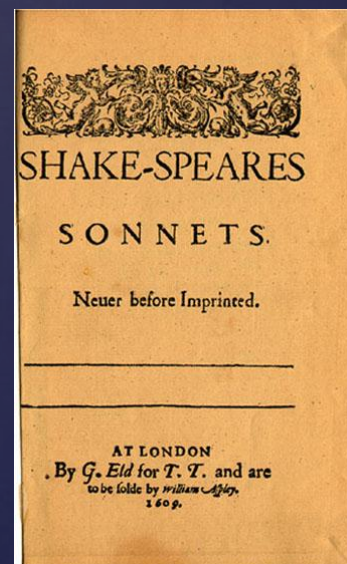 SHAKE-SPEARES
SONNETS.
Neuer before Imprinted.
AT LONDON
By G. Eld for T. T. and are
to be solde by William Aspley.
1609.